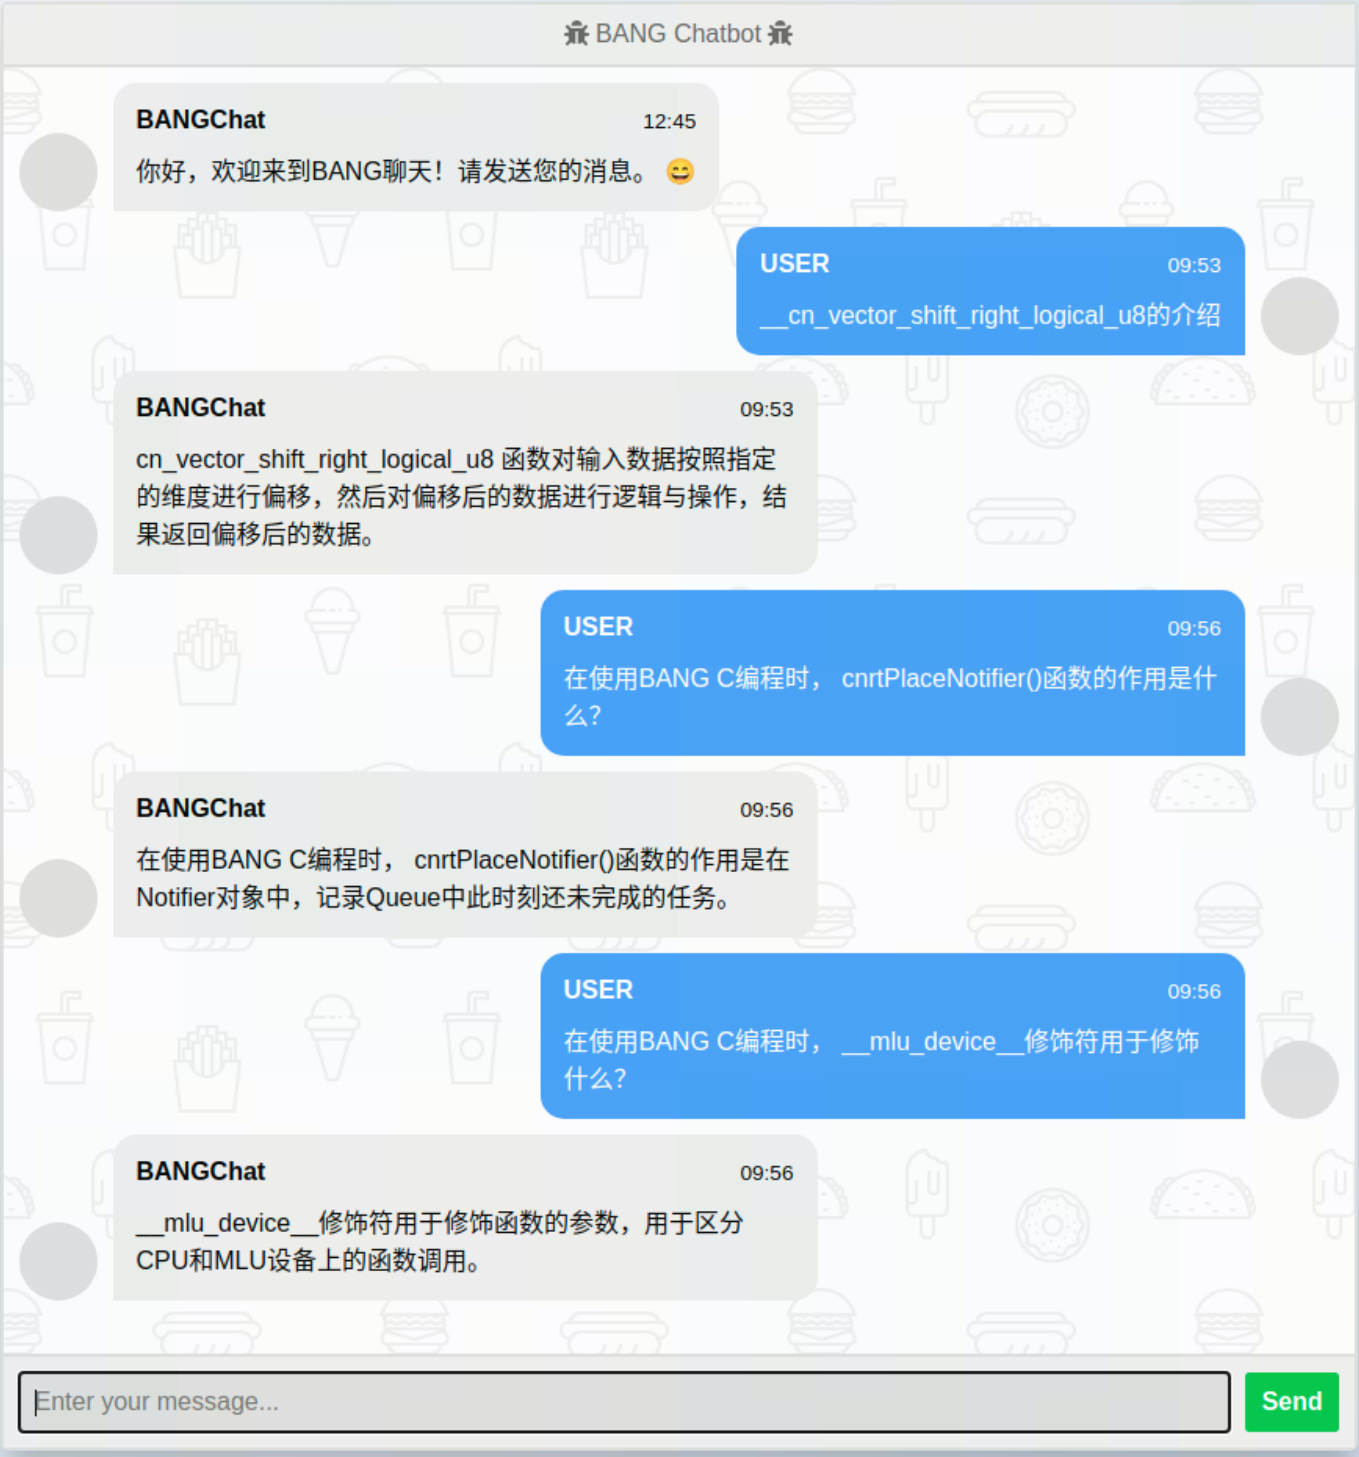 BANG Chatbot
BANGChat 12:45
你好，欢迎来到BANG聊天！请发送您的消息。 😄
USER 09:53
__cn_vector_shift_right_logical_u8的介绍
BANGChat 09:53
cn_vector_shift_right_logical_u8 函数对输入数据按照指定
的维度进行偏移，然后对偏移后的数据进行逻辑与操作，结
果返回偏移后的数据。
USER 09:56
在使用BANG C编程时， cnrtPlaceNotifier()函数的作用是什
么？
BANGChat 09:56
在使用BANG C编程时， cnrtPlaceNotifier()函数的作用是在
Notifier对象中，记录Queue中此时刻还未完成的任务。
USER 09:56
在使用BANG C编程时， __mlu_device__修饰符用于修饰
什么？
BANGChat 09:56
__mlu_device__修饰符用于修饰函数的参数，用于区分
CPU和MLU设备上的函数调用。
Enter your message...
Send